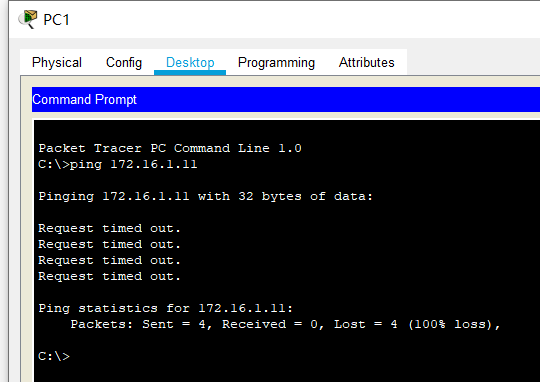 PC1
Physical Config Desktop Programming Attributes
Command Prompt
Packet Tracer PC Command Line 1.0
C:\>ping 172.16.1.11
Pinging 172.16.1.11 with 32 bytes of data:
Request timed out.
Request timed out.
Request timed out.
Request timed out.
Ping statistics for 172.16.1.11:
Packets: Sent = 4, Received = 0, Lost = 4 (100% loss),
C:\>